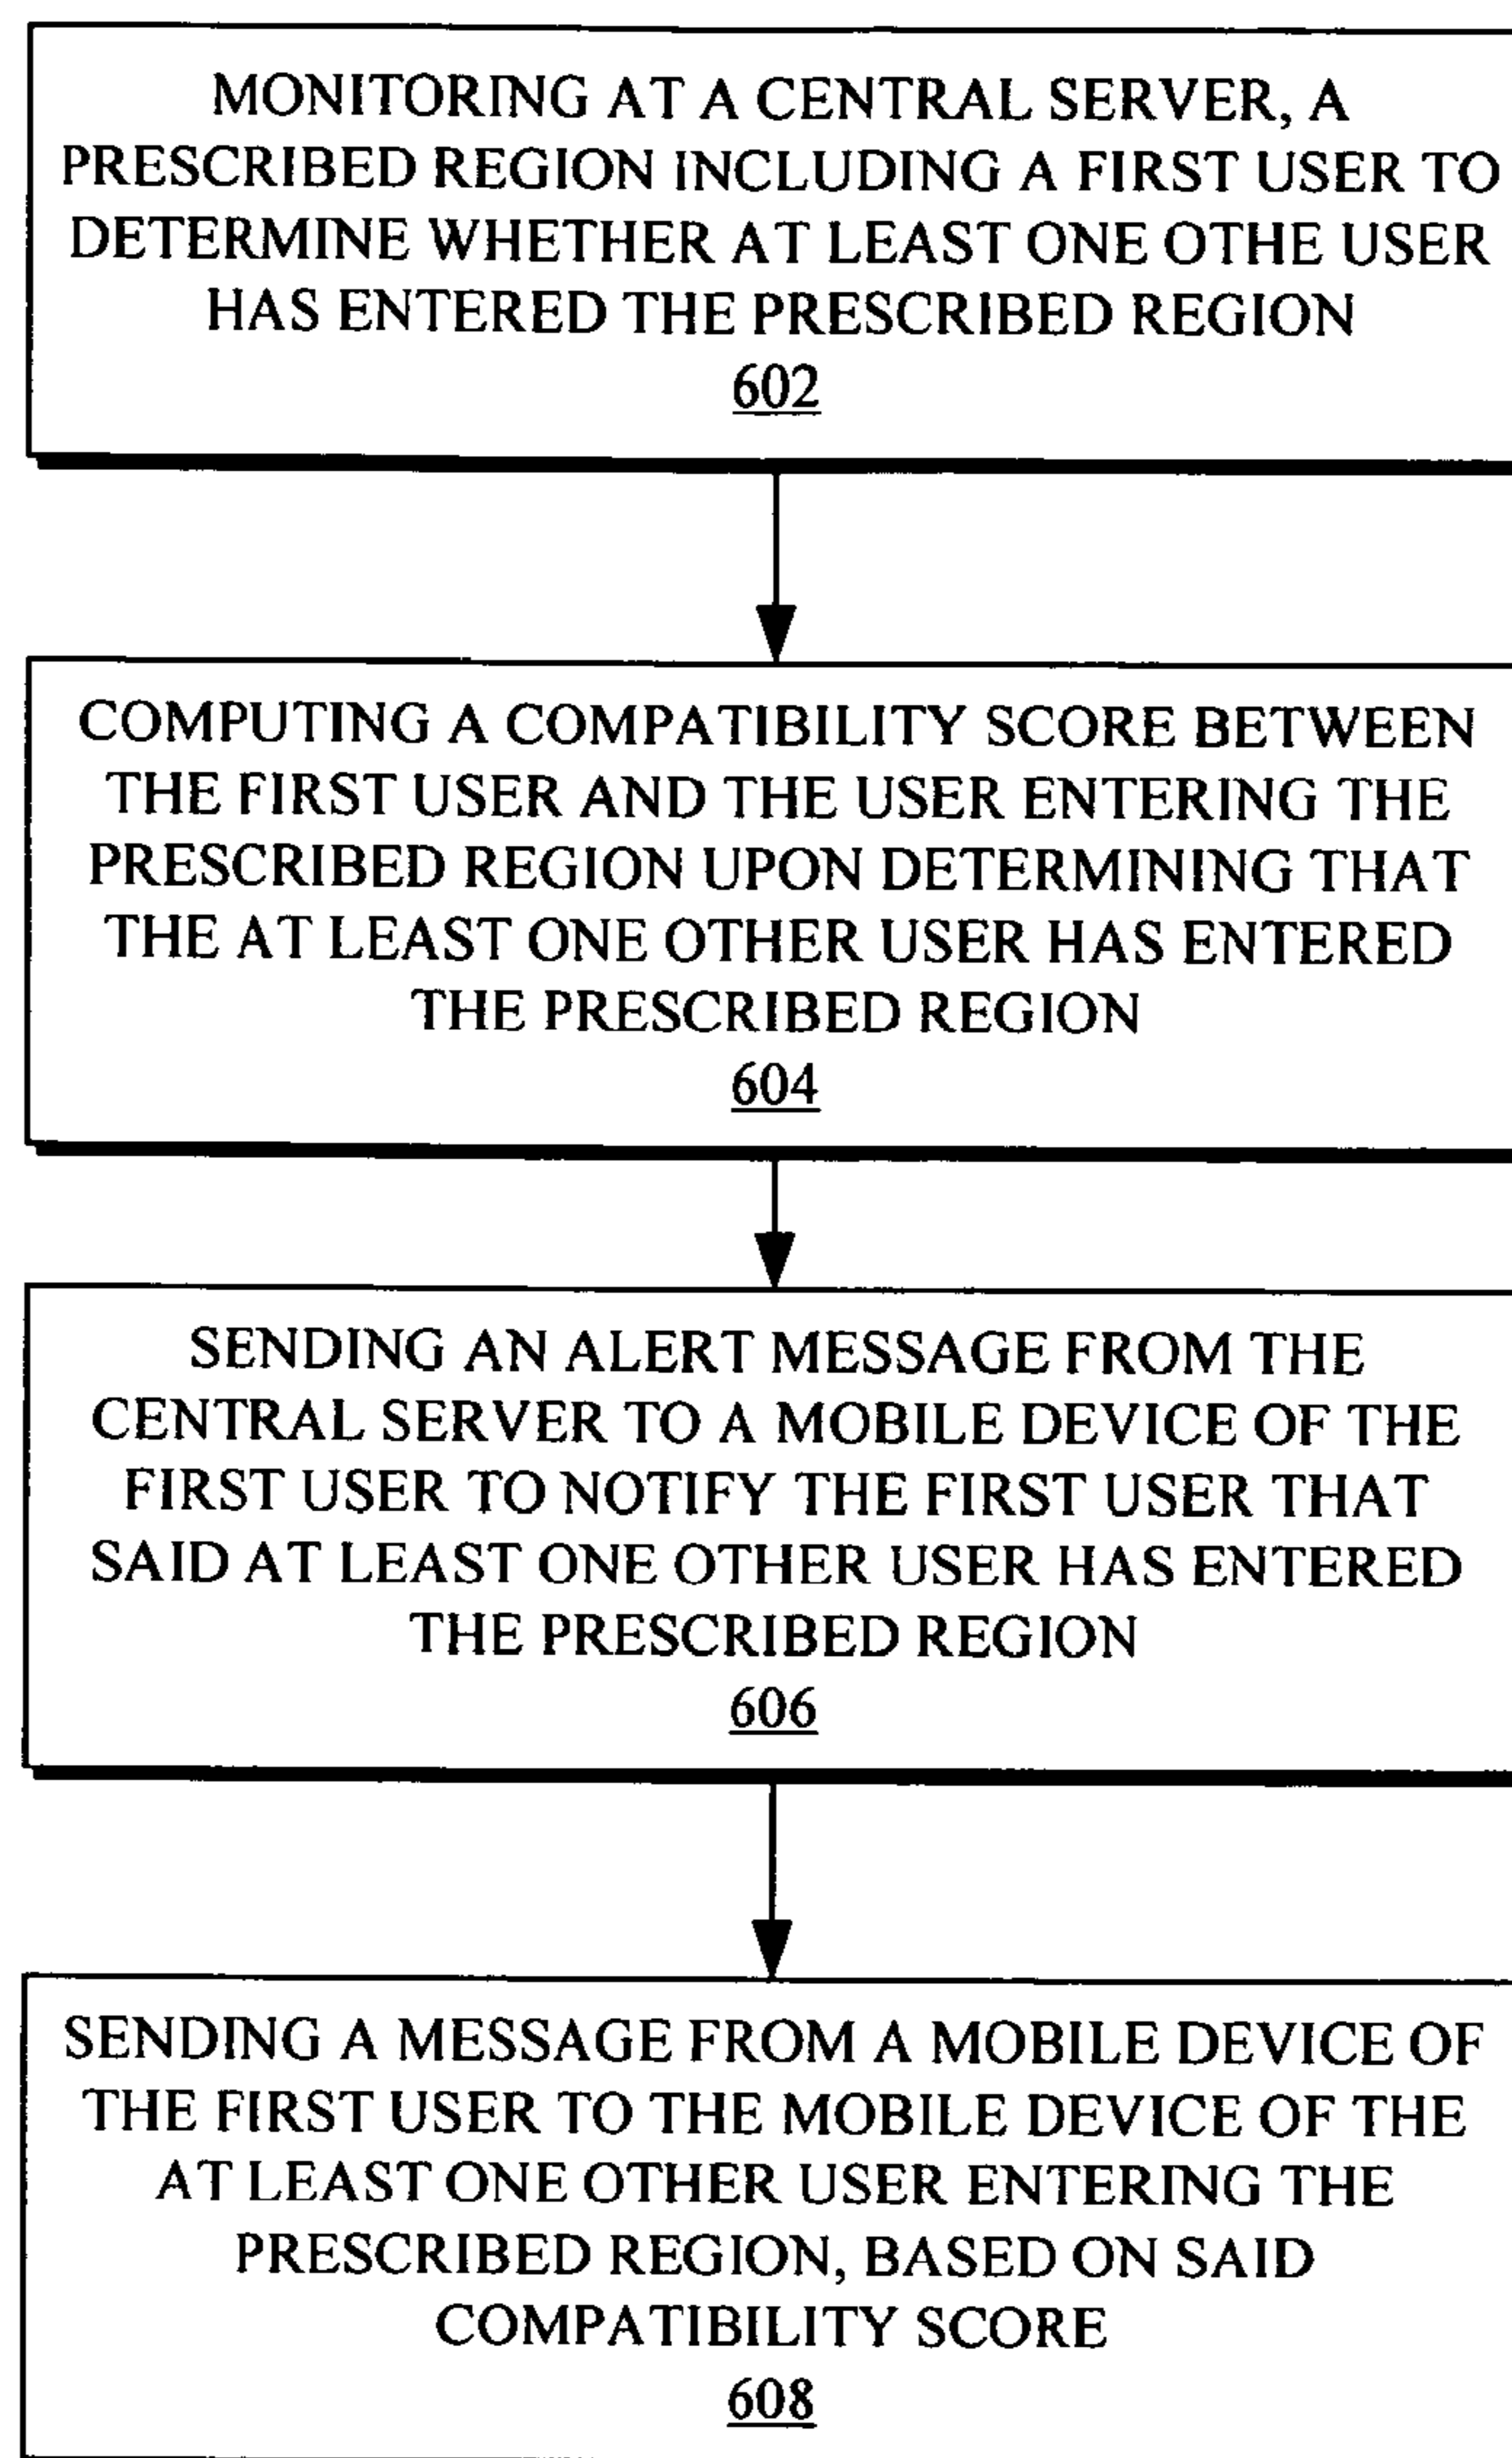 MONITORING AT A CENTRAL SERVER, A
PRESCRIBED REGION INCLUDING A FIRST USER TO
DETERMINE WHETHER AT LEAST ONE OTHE USER
HAS ENTERED THE PRESCRIBED REGION
602
COMPUTING A COMPATIBILITY SCORE BETWEEN
THE FIRST USER AND THE USER ENTERING THE
PRESCRIBED REGION UPON DETERMINING THAT
THE AT LEAST ONE OTHER USER HAS ENTERED
THE PRESCRIBED REGION
604
SENDING AN ALERT MESSAGE FROM THE
CENTRAL SERVER TO A MOBILE DEVICE OF THE
FIRST USER TO NOTIFY THE FIRST USER THAT
SAID AT LEAST ONE OTHER USER HAS ENTERED
THE PRESCRIBED REGION
606
SENDING A MESSAGE FROM A MOBILE DEVICE OF
THE FIRST USER TO THE MOBILE DEVICE OF THE
AT LEAST ONE OTHER USER ENTERING THE
PRESCRIBED REGION, BASED ON SAID
COMPATIBILITY SCORE
608